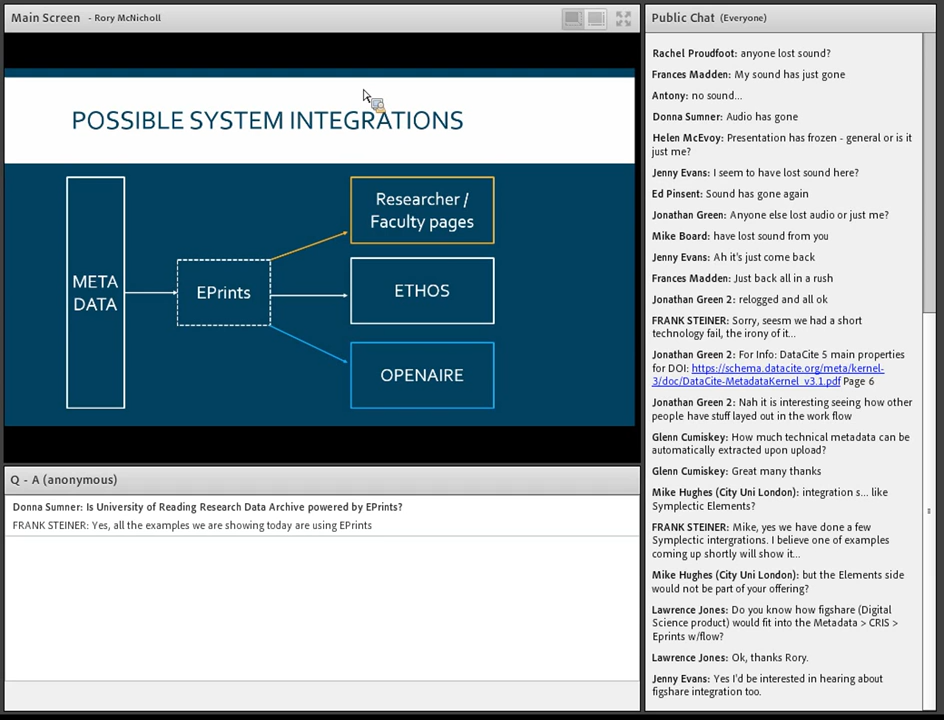 Main Screen - Rory McNicholl
POSSIBLE SYSTEM INTEGRATIONS
META
DATA
EPrints
Researcher /
Faculty pages
ETHOS
OPENAIRE
Q - A (anonymous)
Donna Sumner: Is University of Reading Research Data Archive powered by EPrints?
FRANK STEINER: Yes, all the examples we are showing today are using EPrints
Public Chat (Everyone)
Rachel Proudfoot: anyone lost sound?
Frances Madden: My sound has just gone
Antony: no sound...
Donna Sumner: Audio has gone
Helen McEvoy: Presentation has frozen - general or is it
just me?
Jenny Evans: I seem to have lost sound here?
Ed Pinsent: Sound has gone again
Jonathan Green: Anyone else lost audio or just me?
Mike Board: have lost sound from you
Jenny Evans: Ah it's just come back
Frances Madden: Just back all in a rush
Jonathan Green 2: relogged and all ok
FRANK STEINER: Sorry, seesm we had a short
technology fail, the irony of it...
Jonathan Green 2: For Info: DataCite 5 main properties
for DOI: https://schema.datacite.org/meta/kernel-
3/doc/DataCite-MetadataKernel_v3.1.pdf Page 6
Jonathan Green 2: Nah it is interesting seeing how other
people have stuff layed out in the work flow
Glenn Cumiskey: How much technical metadata can be
automatically extracted upon upload?
Glenn Cumiskey: Great many thanks
Mike Hughes (City Uni London): integration s... like
Symplectic Elements?
FRANK STEINER: Mike, yes we have done a few
Symplectic intergrations. I believe one of examples
coming up shortly will show it...
Mike Hughes (City Uni London): but the Elements side
would not be part of your offering?
Lawrence Jones: Do you know how figshare (Digital
Science product) would fit into the Metadata > CRIS >
Eprints w/flow?
Lawrence Jones: Ok, thanks Rory.
Jenny Evans: Yes I'd be interested in hearing about
figshare integration too.